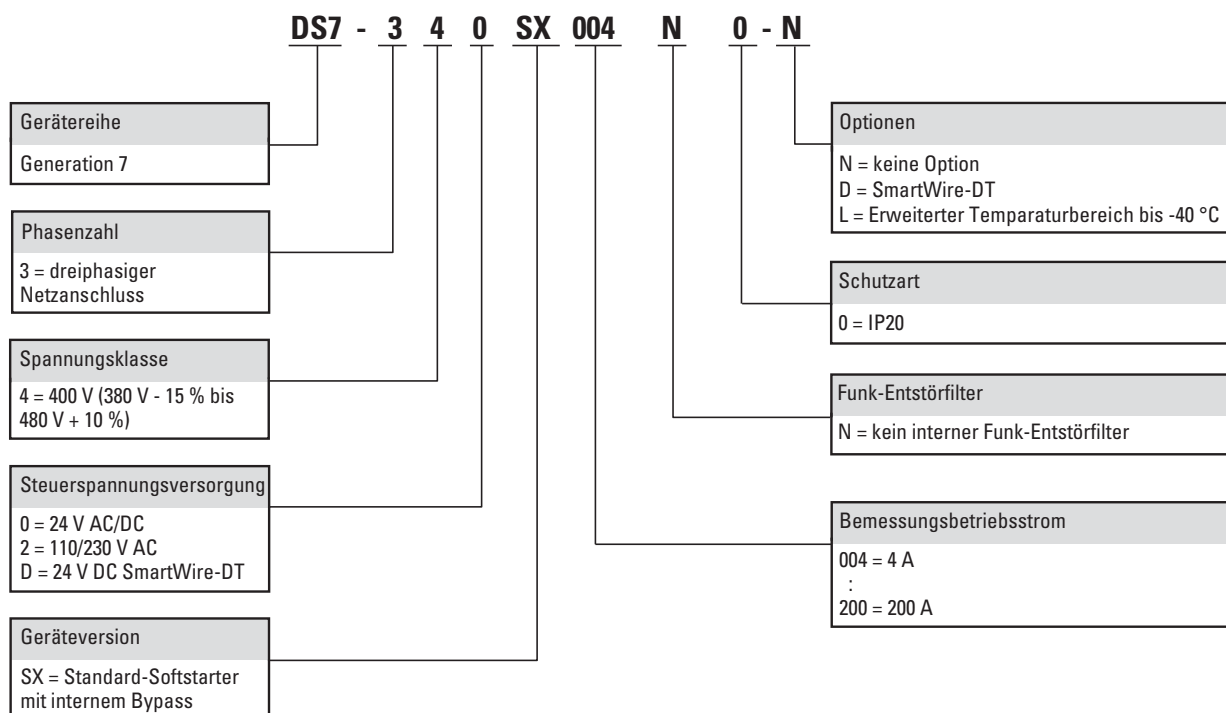 DS7 - 3 4 0 SX 004 N 0 - N
Gerätereihe
Generation 7
Phasenzahl
3 = dreiphasiger
Netzanschluss
Spannungsklasse
4 = 400 V (380 V - 15 % bis
480 V + 10 %)
Steuerspannungsversorgung
0 = 24 V AC/DC
2 = 110/230 V AC
D = 24 V DC SmartWire-DT
Geräteversion
SX = Standard-Softstarter
mit internem Bypass
Optionen
N = keine Option
D = SmartWire-DT
L = Erweiterter Temparaturbereich bis -40 °C
Schutzart
0 = IP20
Funk-Entstörfilter
N = kein interner Funk-Entstörfilter
Bemessungsbetriebsstrom
004 = 4 A
:
200 = 200 A